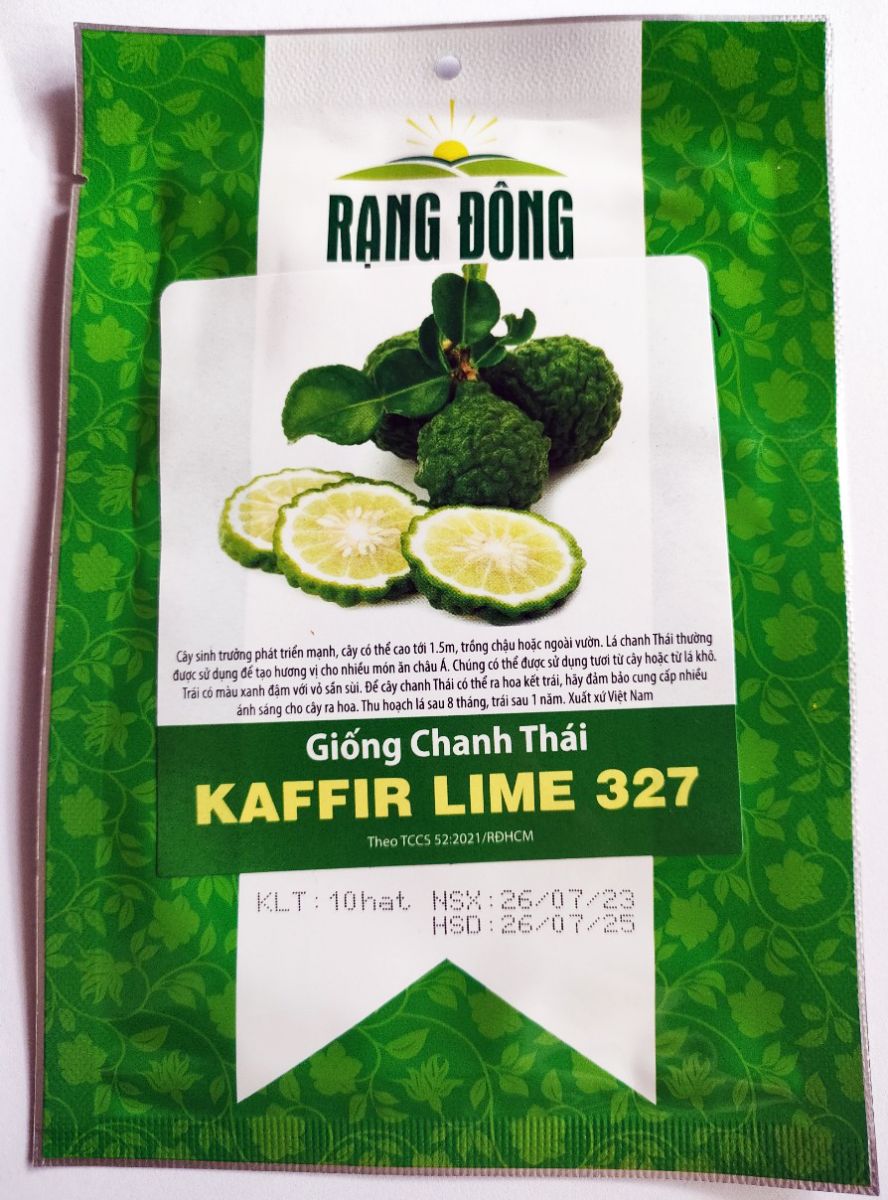 RẠNG ĐÔNG
Cây sinh trưởng phát triển mạnh, cây có thể cao tới 1.5m, trồng chậu hoặc ngoài vườn. Lá chanh Thái thường
được sử dụng để tạo hương vị cho nhiều món ăn châu Á. Chúng có thể được sử dụng tươi từ cây hoặc từ lá khô.
Trái có màu xanh đậm với vỏ sần sùi. Để cây chanh Thái có thể ra hoa kết trái, hãy đảm bảo cung cấp nhiều
ánh sáng cho cây ra hoa. Thu hoạch lá sau 8 tháng, trái sau 1 năm. Xuất xứ Việt Nam
Giống Chanh Thái
KAFFIR LIME 327
Theo TCCS 52:2021/RĐHCM
KLT:10hat NSX:26/07/23
HSD:26/07/25